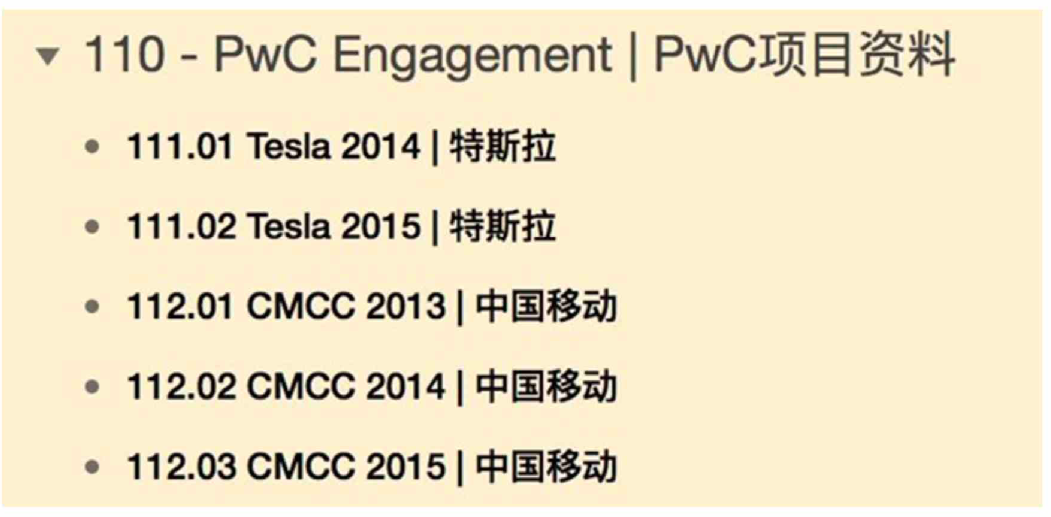 110 - PwC Engagement | PwC项目资料
111.01 Tesla 2014 | 特斯拉
111.02 Tesla 2015 | 特斯拉
112.01 CMCC 2013 | 中国移动
112.02 CMCC 2014 | 中国移动
112.03 CMCC 2015 | 中国移动